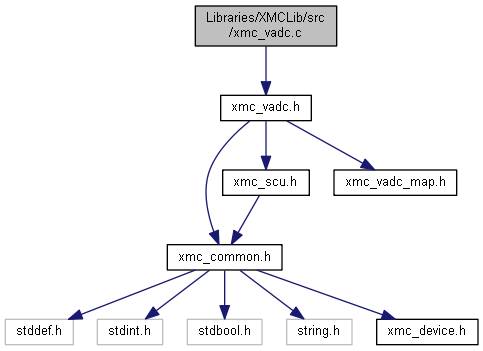 Libraries/XMCLib/src
/xmc_vadc.c
xmc_vadc.h
xmc_scu.h
xmc_vadc_map.h
xmc_common.h
stddef.h
stdint.h
stdbool.h
string.h
xmc_device.h